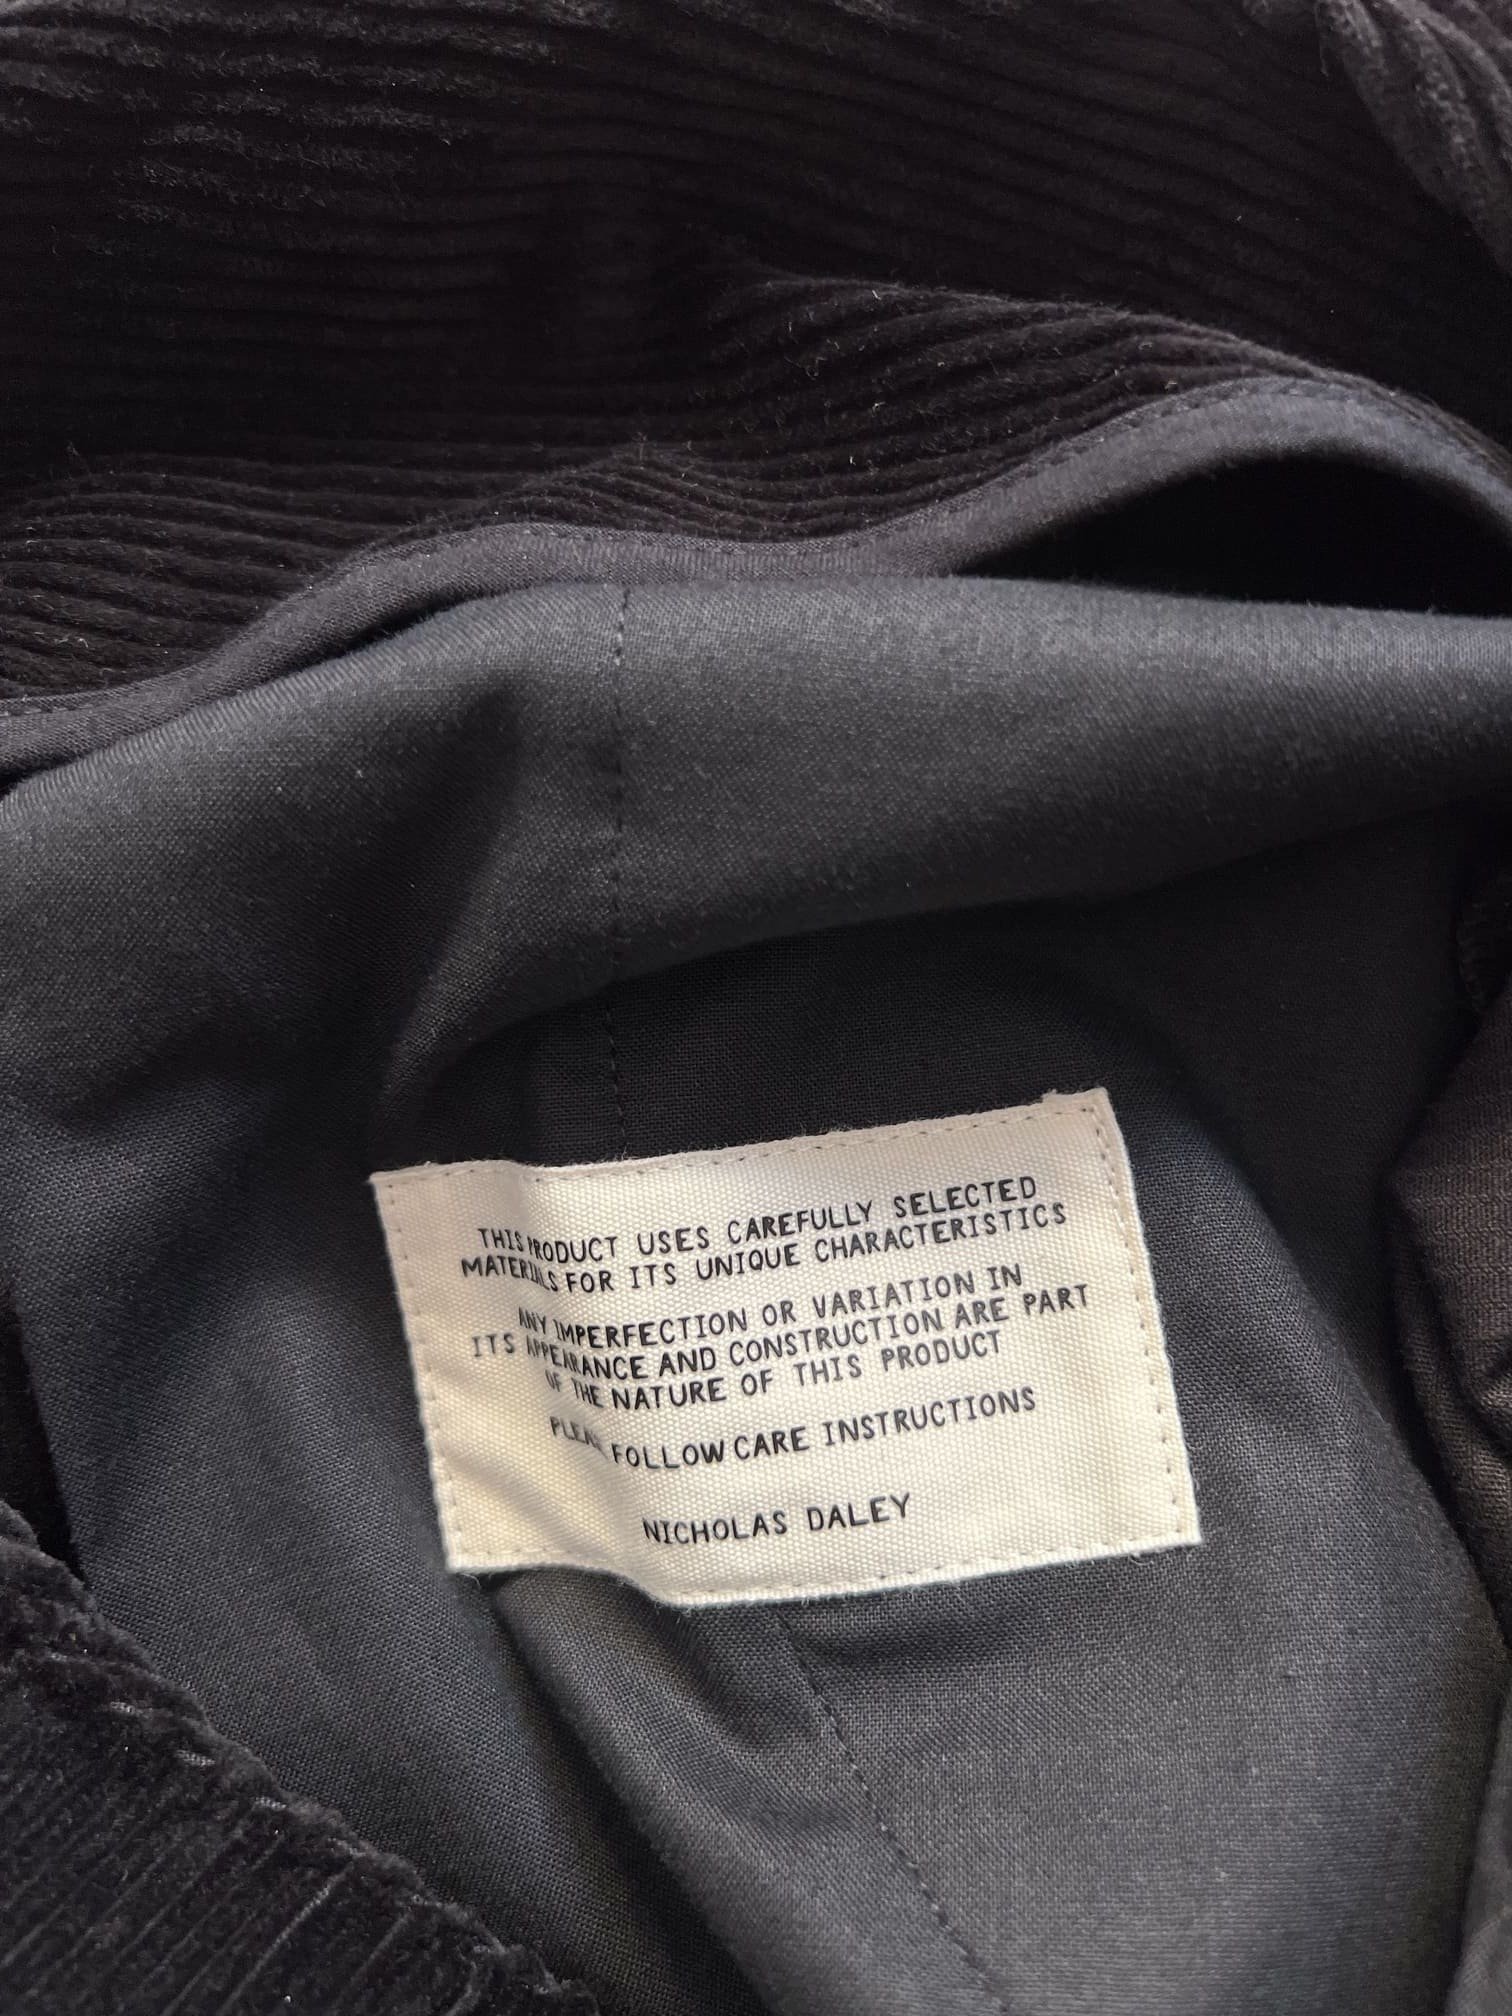 THIS PRODUCT USES CAREFULLY SELECTED
MATERIALS FOR ITS UNIQUE CHARACTERISTICS
ANY IMPERFECTION OR VARIATION IN
ITS APPEARANCE AND CONSTRUCTION ARE PART
OF THE NATURE OF THIS PRODUCT
PLEASE FOLLOW CARE INSTRUCTIONS
NICHOLAS DALEY